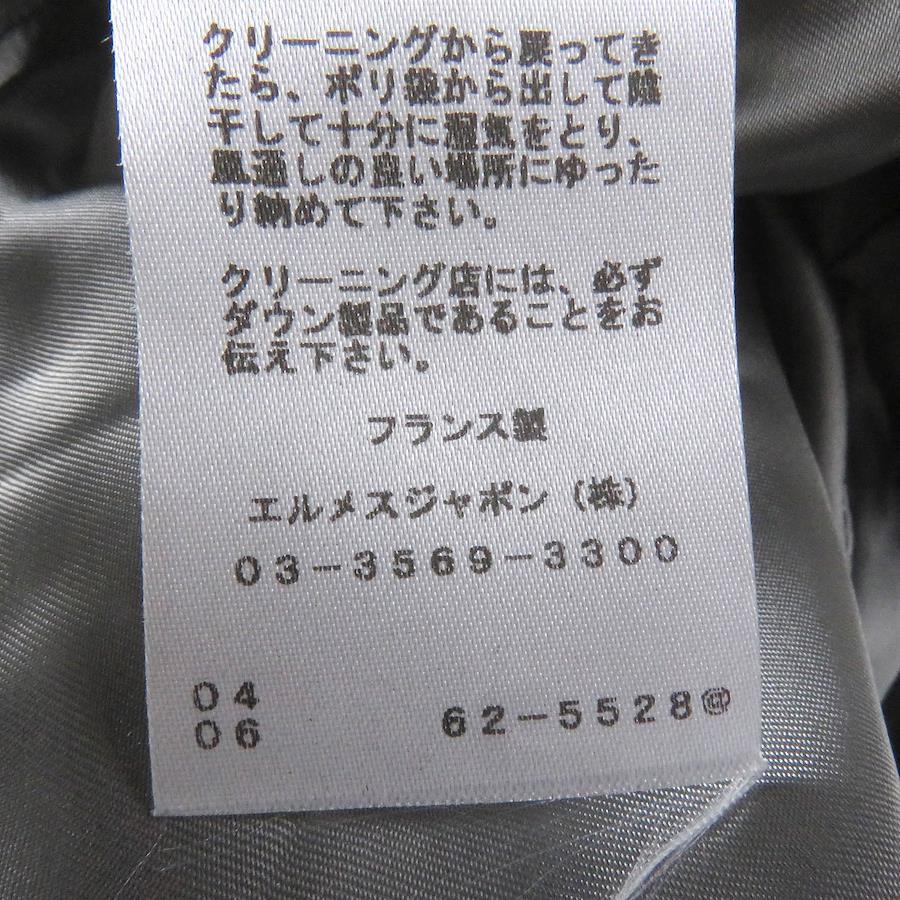 クリーニングから戻ってき
たら、ポリ袋から出して陰
干して十分に湿気をとり、
風通しの良い場所にゆった
り納めて下さい。
クリーニング店には、必ず
ダウン製品であることをお
伝え下さい。
フランス製
エルメスジャポン（株）
03-3569-3300
04
06
62-5528@